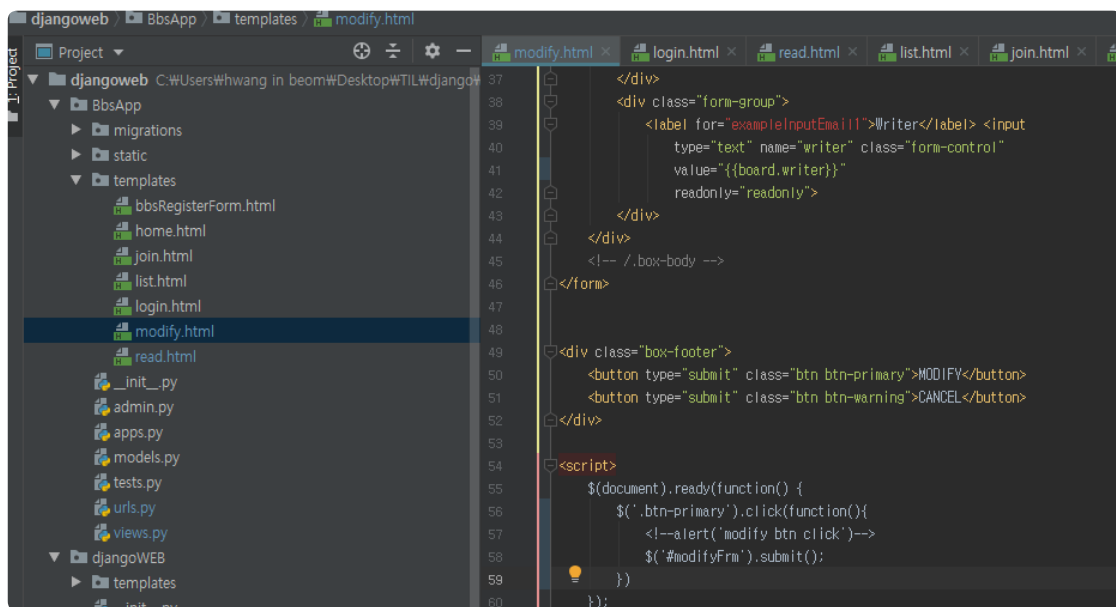 djangoweb BbsApp templates modify.html
1: Project
Project
modify.html login.html read.html list.html join.html
djangoweb C:₩Users₩hwang in beom₩Desktop₩TIL₩django₩
BbsApp
migrations
static
templates
bbsRegisterForm.html
home.html
join.html
list.html
login.html
modify.html
read.html
__init__.py
admin.py
apps.py
models.py
tests.py
urls.py
views.py
djangoWEB
templates
__init__.py
37 </div>
38 <div class="form-group">
39 <label for="exampleInputEmail1">Writer</label> <input
40 type="text" name="writer" class="form-control"
41 value="{{board.writer}}"
42 readonly="readonly">
43 </div>
44 </div>
45 <!-- /.box-body -->
46 </form>
47
48
49 <div class="box-footer">
50 <button type="submit" class="btn btn-primary">MODIFY</button>
51 <button type="submit" class="btn btn-warning">CANCEL</button>
52 </div>
53
54 <script>
55 $(document).ready(function() {
56 $('.btn-primary').click(function(){
57 <!--alert('modify btn click')-->
58 $('#modifyFrm').submit();
59 })
60 });